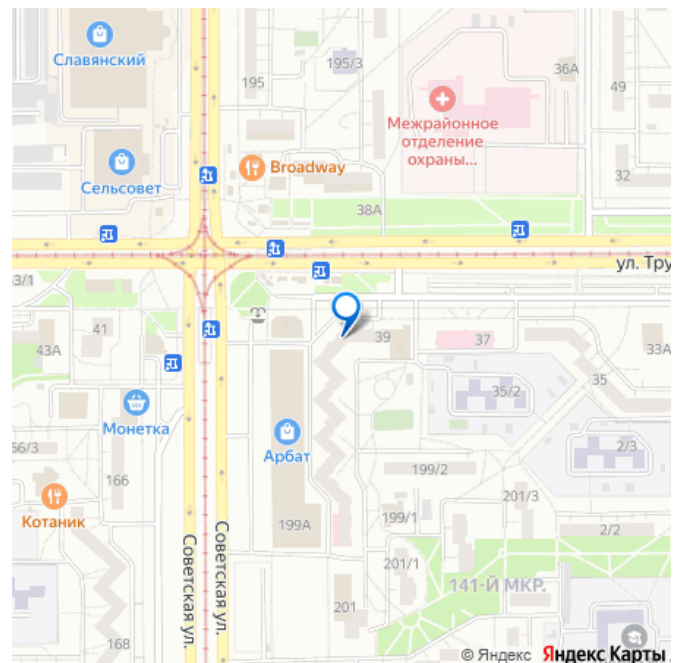 Славянский
195/3
36А
195
49
Межрайонное
отделение
охраны...
Broadway
Сельсовет
32
38А
ул. Тру
3/1
41
39
37
43А
33А
35
35/2
Монетка
Арбат
2/3
66/3
166
199/2
201/3
Котаник
199А
199/1
2/2
Советская ул.
Советская ул.
201/1
141-Й МКР.
201
168
© Яндекс Яндекс Карты